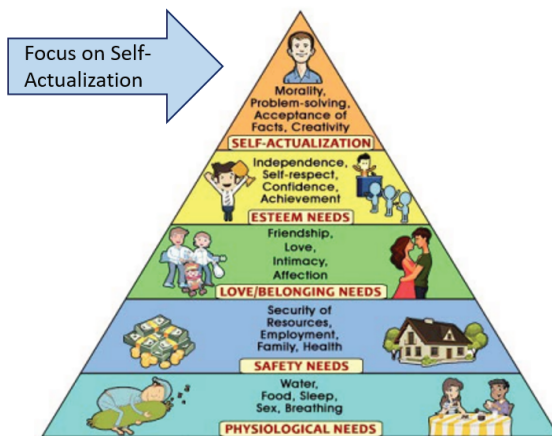 Focus on Self-
Actualization
Morality,
Problem-solving,
Acceptance of
Facts, Creativity
SELF-ACTUALIZATION
Independence,
Self-respect,
Confidence,
Achievement
ESTEEM NEEDS
Friendship,
Love,
Intimacy,
Affection
LOVE/BELONGING NEEDS
Security of
Resources,
Employment,
Family, Health
SAFETY NEEDS
Water,
Food, Sleep,
Sex, Breathing
PHYSIOLOGICAL NEEDS